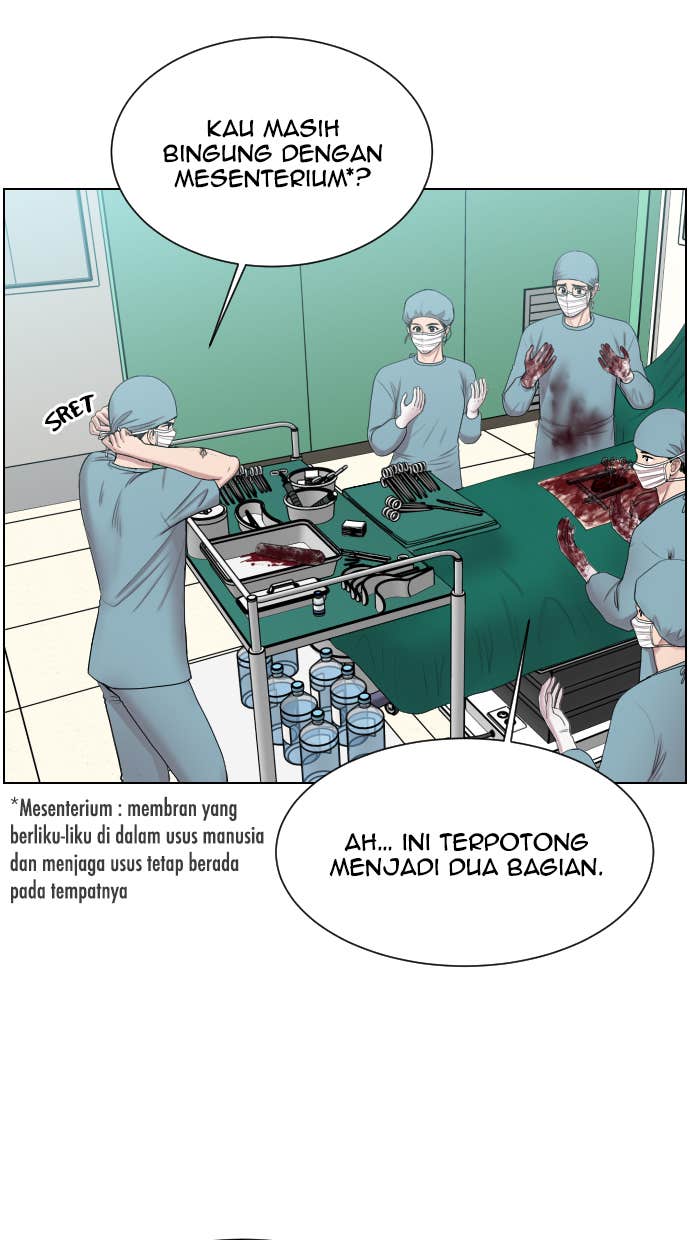 KAU MASIH
BINGUNG DENGAN
MESENTERIUM*?
SRET
*Mesenterium : membran yang
berliku-liku di dalam usus manusia
dan menjaga usus tetap berada
pada tempatnya
AH... INI TERPOTONG
MENJADI DUA BAGIAN.